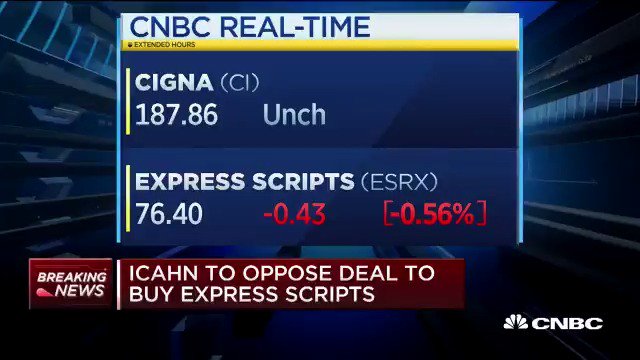 CNBC REAL-TIME
EXTENDED HOURS
CIGNA (CI)
187.86 Unch
EXPRESS SCRIPTS (ESRX)
76.40 -0.43 [-0.56%]
BREAKING NEWS
ICAHN TO OPPOSE DEAL TO
BUY EXPRESS SCRIPTS
CNBC